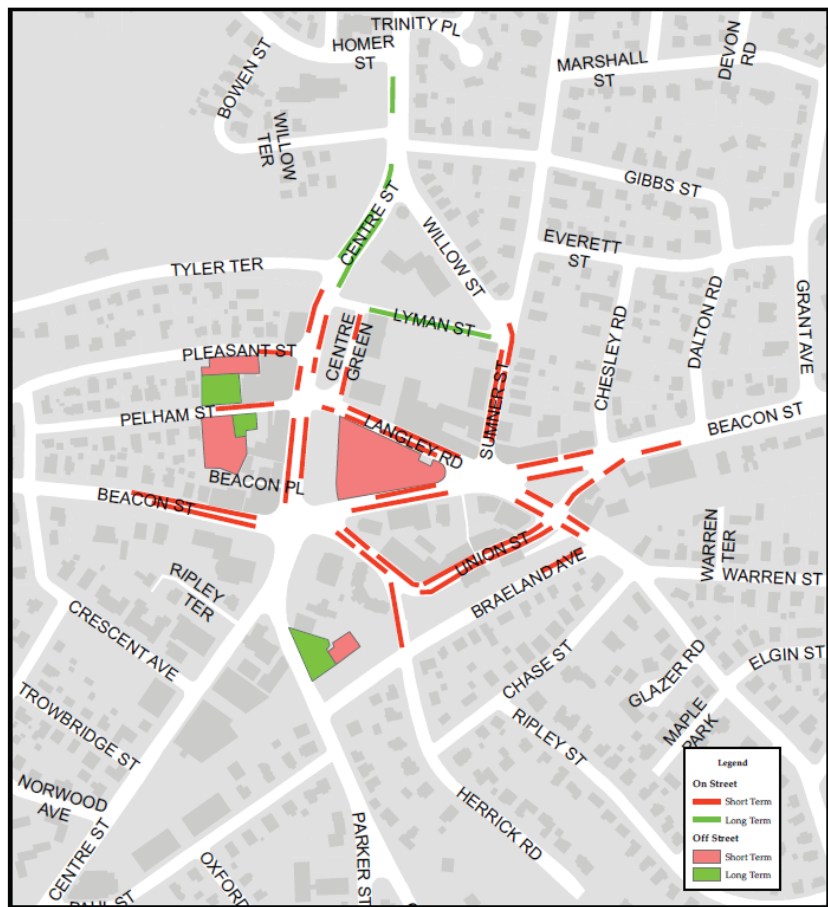 TRINITY PL
HOMER
ST
BOWEN ST
MARSHALL
ST
DEVON
RD
WILLOW
TER
GIBBS ST
CENTRE ST
WILLOW ST
EVERETT
ST
TYLER TER
GRANT AVE
DALTON RD
CHESLEY RD
LYMAN ST
CENTRE
GREEN
PLEASANT ST
SUMNER ST
PELHAM ST
LANGLEY RD
BEACON ST
BEACON PL
BEACON ST
UNION ST
BRAELAND AVE
WARREN
TER
WARREN ST
RIPLEY
TER
CRESCENT AVE
CHASE ST
GLAZER RD
ELGIN ST
MAPLE
PARK
TROWBRIDGE ST
RIPLEY ST
NORWOOD
AVE
CENTRE ST
HERRICK RD
PARKER ST
OXFORD
PAUL ST
Legend
On Street
Short Term
Long Term
Off Street
Short Term
Long Term